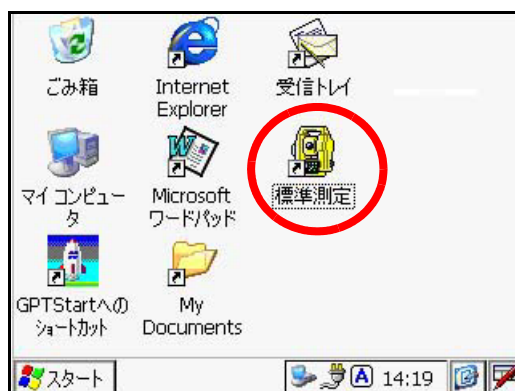 ごみ箱
Internet
Explorer
受信トレイ
マイ コンピュー
タ
Microsoft
ワードパッド
標準測定
GPTStartへの
ショートカット
My
Documents
スタート
A 14:19